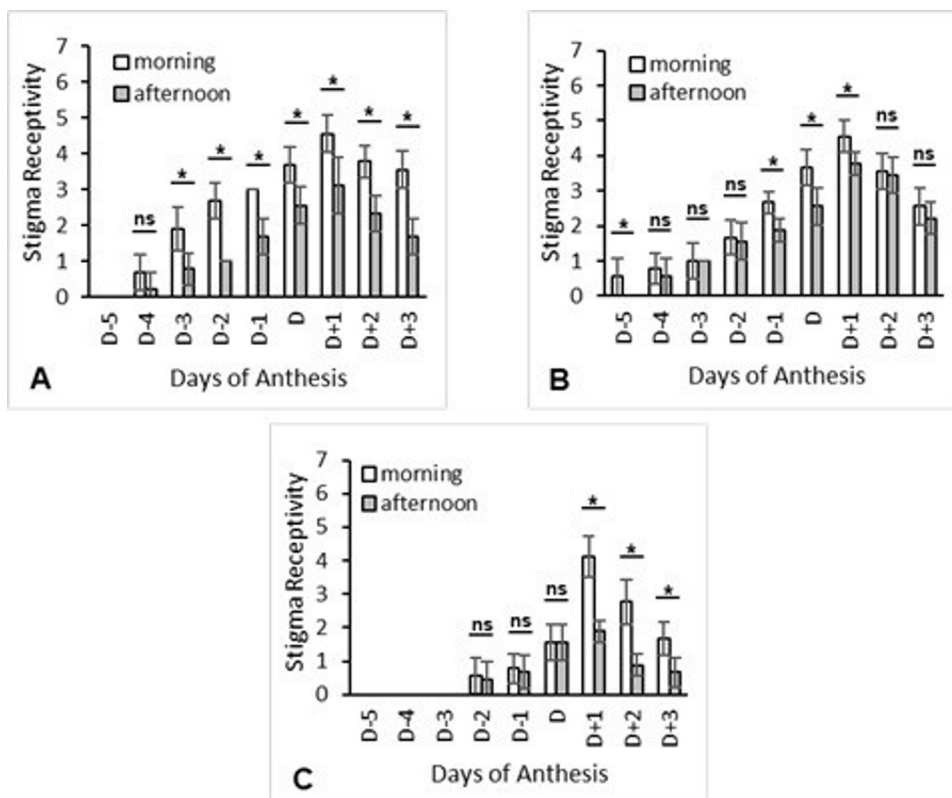 7
6
5
4
3
2
1
0
Stigma Receptivity
morning
afternoon
ns
*
*
*
*
*
*
*
D-5
D-4
D-3
D-2
D-1
D
D+1
D+2
D+3
Days of Anthesis
A
7
6
5
4
3
2
1
0
Stigma Receptivity
morning
afternoon
*
ns
ns
ns
*
*
*
ns
ns
D-5
D-4
D-3
D-2
D-1
D
D+1
D+2
D+3
Days of Anthesis
B
7
6
5
4
3
2
1
0
Stigma Receptivity
morning
afternoon
ns
ns
ns
*
*
*
D-5
D-4
D-3
D-2
D-1
D
D+1
D+2
D+3
Days of Anthesis
C